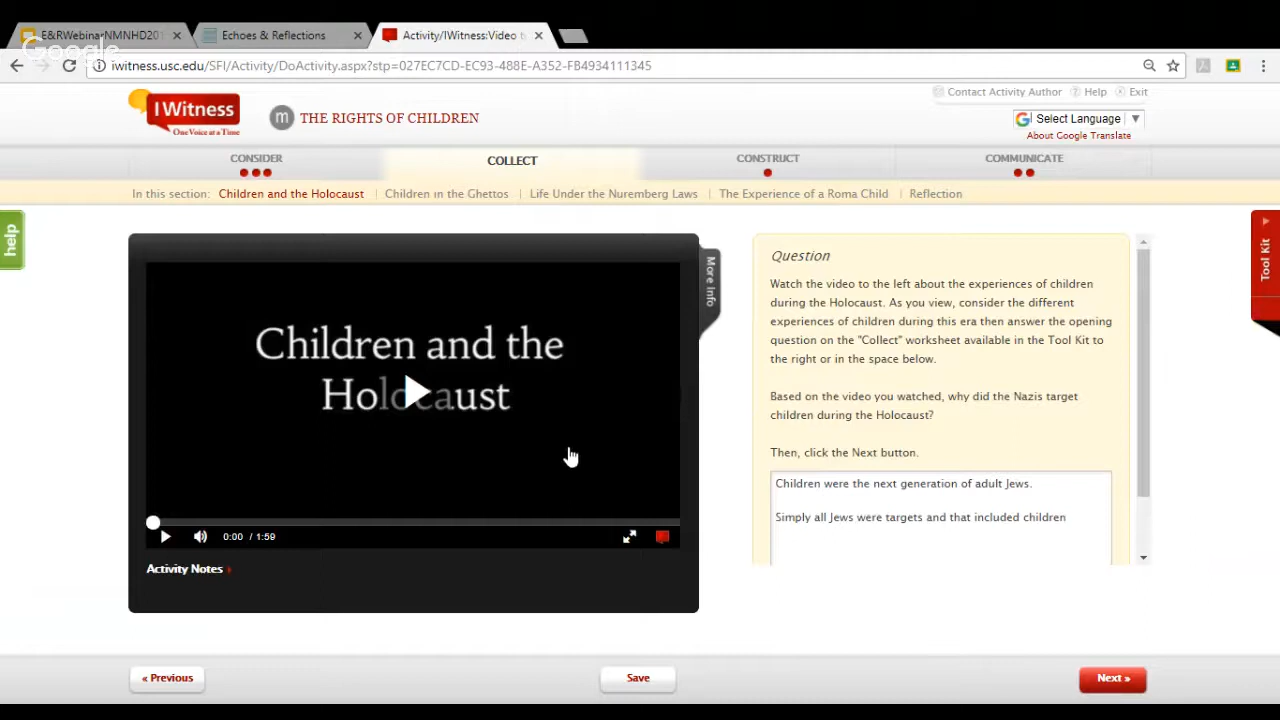 E&RWebinarNMNHD201
Echoes & Reflections
Activity/IWitness:Video t
Google
iwitness.usc.edu/SFI/Activity/DoActivity.aspx?stp=027EC7CD-EC93-488E-A352-FB4934111345
Contact Activity Author
Help
Exit
IWitness
One Voice at a Time
m
THE RIGHTS OF CHILDREN
G Select Language
About Google Translate
CONSIDER
COLLECT
CONSTRUCT
COMMUNICATE
In this section: Children and the Holocaust | Children in the Ghettos | Life Under the Nuremberg Laws | The Experience of a Roma Child | Reflection
help
Tool Kit
More Info
Children and the
Holocaust
0:00 / 1:59
Activity Notes
Question
Watch the video to the left about the experiences of children
during the Holocaust. As you view, consider the different
experiences of children during this era then answer the opening
question on the "Collect" worksheet available in the Tool Kit to
the right or in the space below.
Based on the video you watched, why did the Nazis target
children during the Holocaust?
Then, click the Next button.
Children were the next generation of adult Jews.
Simply all Jews were targets and that included children
« Previous
Save
Next »